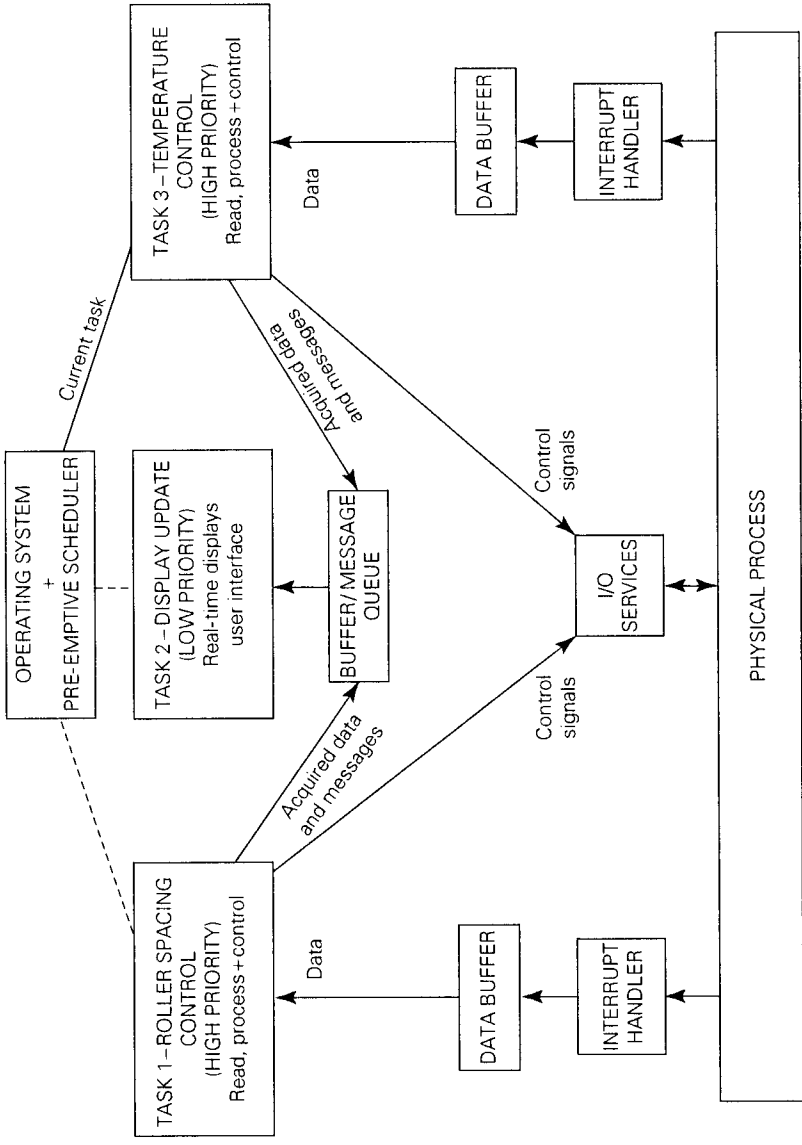 OPERATING SYSTEM
+
PRE-EMPTIVE SCHEDULER
Current task
TASK 1–ROLLER SPACING
CONTROL
(HIGH PRIORITY)
Read, process+control
TASK 2–DISPLAY UPDATE
(LOW PRIORITY)
Real-time displays
user interface
TASK 3–TEMPERATURE
CONTROL
(HIGH PRIORITY)
Read, process+control
Acquired data
and messages
BUFFER/MESSAGE
QUEUE
Acquired data
and messages
Data
Data
Control
signals
Control
signals
DATA BUFFER
I/O
SERVICES
DATA BUFFER
INTERRUPT
HANDLER
INTERRUPT
HANDLER
PHYSICAL PROCESS